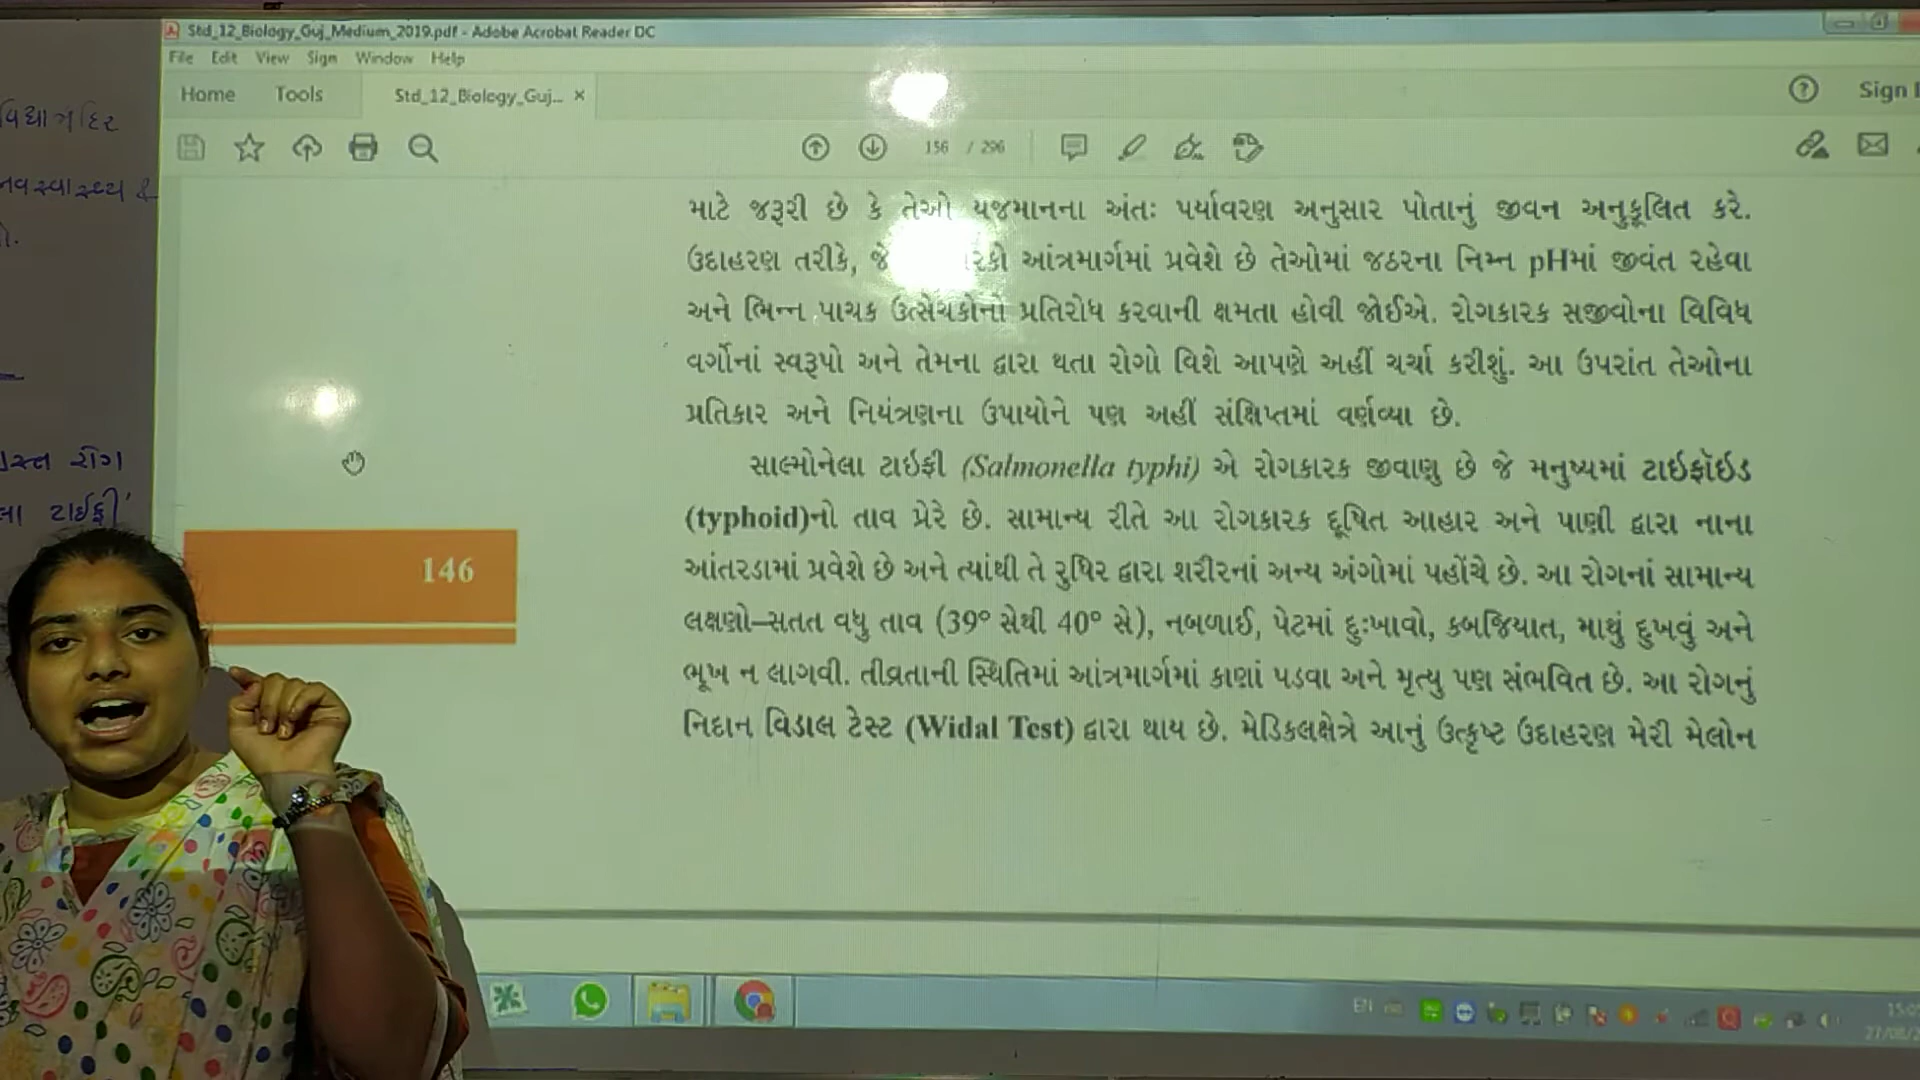 Std_12_Biology_Guj_Medium_2019.pdf - Adobe Acrobat Reader DC
File Edit View Sign Window Help
Home Tools Std_12_Biology_Guj... ×
Sign
156 / 296
વિદ્યામંદિર
સ્વાસ્થ્ય &
રોગ
ટાઈફી
માટે જરૂરી છે કે તેઓ યજમાનના અંતઃ પર્યાવરણ અનુસાર પોતાનું જીવન અનુકૂલિત કરે.
ઉદાહરણ તરીકે, જે આંત્રમાર્ગમાં પ્રવેશે છે તેઓમાં જઠરના નિમ્ન pHમાં જીવંત રહેવા
અને ભિન્ન પાચક ઉત્સેચકોનો પ્રતિરોધ કરવાની ક્ષમતા હોવી જોઈએ. રોગકારક સજીવોના વિવિધ
વર્ગોનાં સ્વરૂપો અને તેમના દ્વારા થતા રોગો વિશે આપણે અહીં ચર્ચા કરીશું. આ ઉપરાંત તેઓના
પ્રતિકાર અને નિયંત્રણના ઉપાયોને પણ અહીં સંક્ષિપ્તમાં વર્ણવ્યા છે.
સાલ્મોનેલા ટાઇફી (Salmonella typhi) એ રોગકારક જીવાણુ છે જે મનુષ્યમાં ટાઇફૉઇડ
(typhoid)નો તાવ પ્રેરે છે. સામાન્ય રીતે આ રોગકારક દૂષિત આહાર અને પાણી દ્વારા નાના
આંતરડામાં પ્રવેશે છે અને ત્યાંથી તે રુધિર દ્વારા શરીરનાં અન્ય અંગોમાં પહોંચે છે. આ રોગનાં સામાન્ય
લક્ષણો–સતત વધુ તાવ (39° સેથી 40° સે), નબળાઈ, પેટમાં દુઃખાવો, કબજિયાત, માથું દુખવું અને
ભૂખ ન લાગવી. તીવ્રતાની સ્થિતિમાં આંત્રમાર્ગમાં કાણાં પડવા અને મૃત્યુ પણ સંભવિત છે. આ રોગનું
નિદાન વિડાલ ટેસ્ટ (Widal Test) દ્વારા થાય છે. મેડિકલક્ષેત્રે આનું ઉત્કૃષ્ટ ઉદાહરણ મેરી મેલોન
146
EN